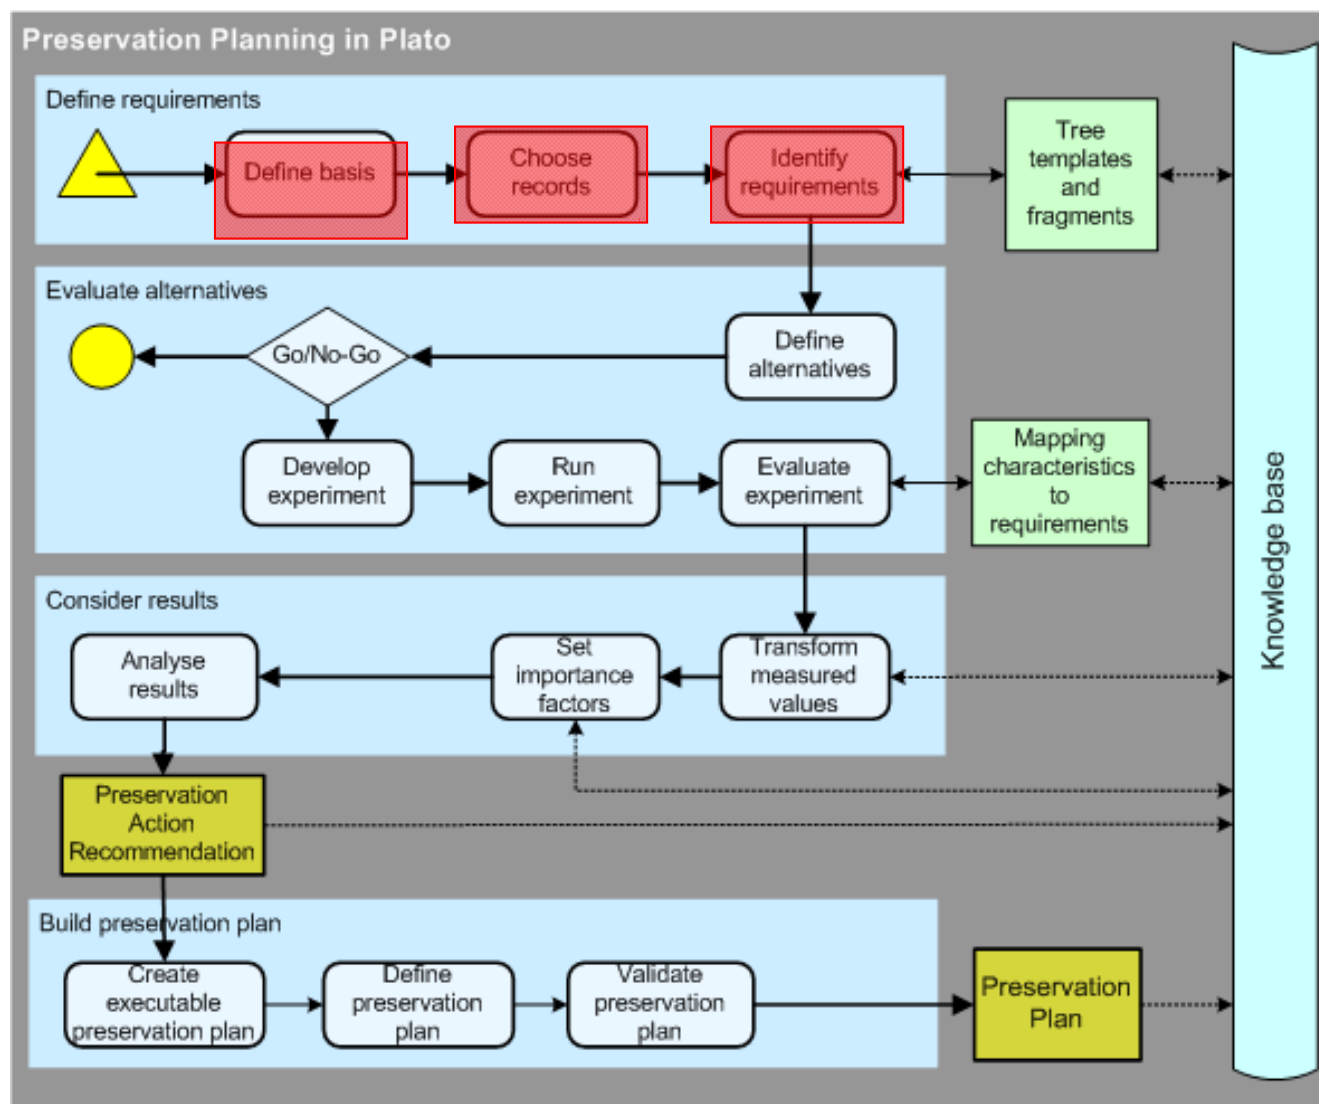 Preservation Planning in Plato
Define requirements
Define basis
Choose
records
Identify
requirements
Tree
templates
and
fragments
Evaluate alternatives
Go/No-Go
Define
alternatives
Develop
experiment
Run
experiment
Evaluate
experiment
Mapping
characteristics
to
requirements
Knowledge base
Consider results
Analyse
results
Set
importance
factors
Transform
measured
values
Preservation
Action
Recommendation
Build preservation plan
Create
executable
preservation plan
Define
preservation
plan
Validate
preservation
plan
Preservation
Plan